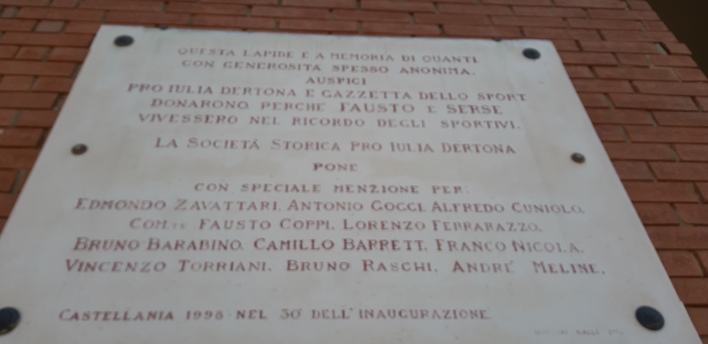 QUESTA LAPIDE E A MEMORIA DI QUANTI
CON GENEROSITA SPESSO ANONIMA.
AUSPICI
PRO IULIA DERTONA E GAZZETTA DELLO SPORT
DONARONO PERCHE FAUSTO E SERSE
VIVESSERO NEL RICORDO DEGLI SPORTIVI.
LA SOCIETÀ STORICA PRO IULIA DERTONA
PONE
CON SPECIALE MENZIONE PER:
EDMONDO ZAVATTARI. ANTONIO GOGGI. ALFREDO CUNIOLO.
FAUSTO COPPI. LORENZO FERRARAZZO.
BRUNO BARABINO. CAMILLO BARRETT. FRANCO NICOLA.
VINCENZO TORRIANI. BRUNO RASCHI. ANDRÉ MELINE.
CASTELLANIA 1998 NEL 30° DELL'INAUGURAZIONE